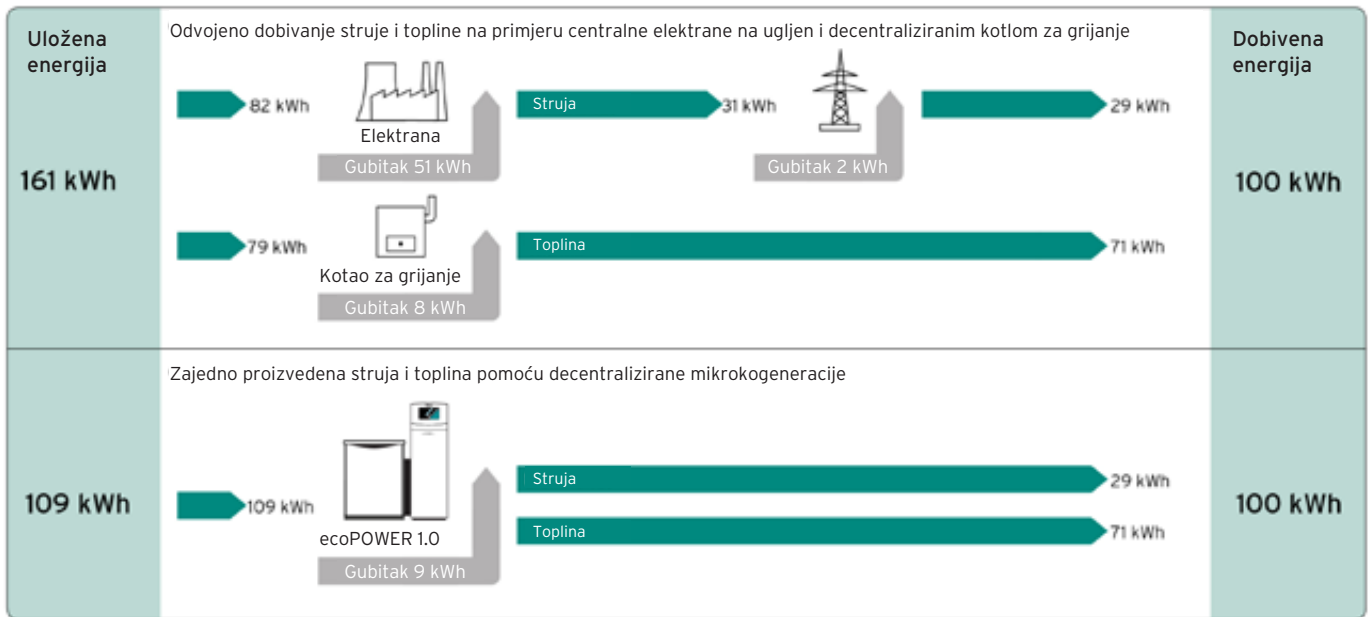 Uložena
energija
Odvojeno dobivanje struje i topline na primjeru centralne elektrane na ugljen i decentraliziranim kotlom za grijanje
Dobivena
energija
82 kWh
Elektrana
Gubitak 51 kWh
Struja
31 kWh
Gubitak 2 kWh
29 kWh
161 kWh
100 kWh
79 kWh
Kotao za grijanje
Gubitak 8 kWh
Toplina
71 kWh
Zajedno proizvedena struja i toplina pomoću decentralizirane mikrokogeneracije
109 kWh
109 kWh
ecoPOWER 1.0
Gubitak 9 kWh
Struja
29 kWh
Toplina
71 kWh
100 kWh